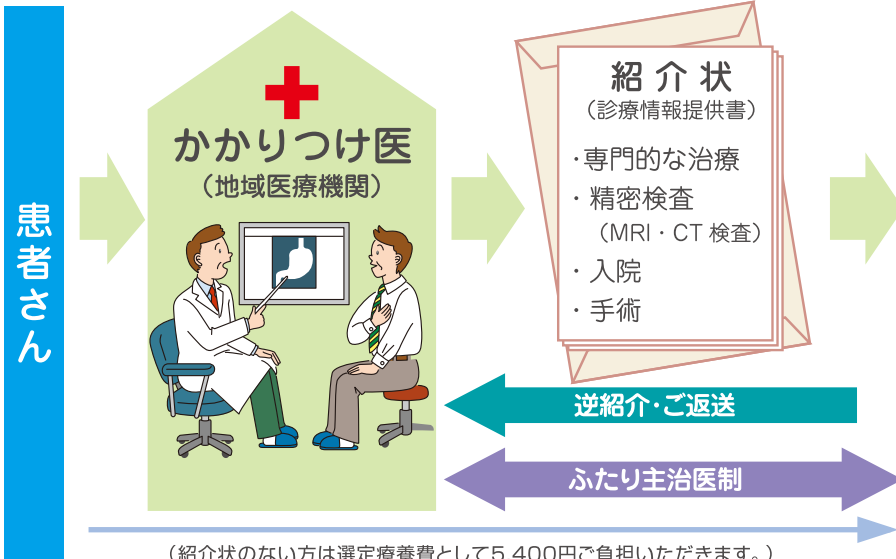 患者さん
かかりつけ医
（地域医療機関）
紹介状
（診療情報提供書）
・専門的な治療
・精密検査
（MRI・CT 検査）
・入院
・手術
逆紹介・ご返送
ふたり主治医制
（紹介状のない方は選定療養費として5,400円ご負担いただきます。）